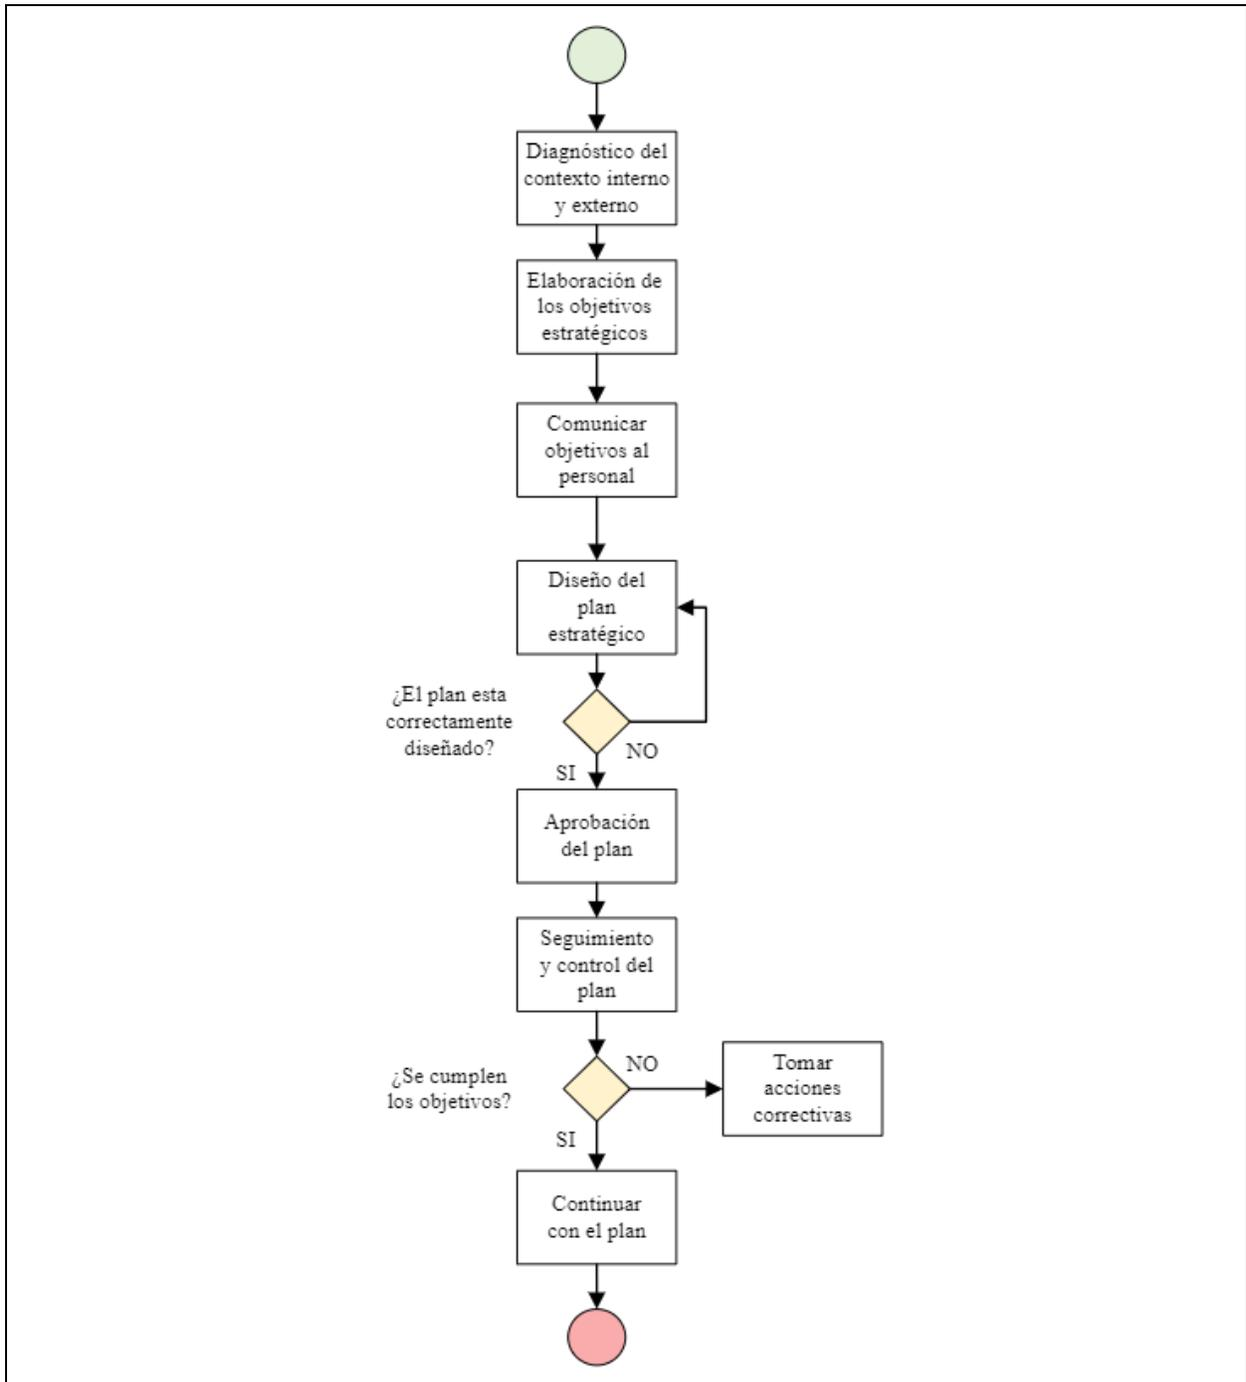 Diagnóstico del
contexto interno
y externo
Elaboración de
los objetivos
estratégicos
Comunicar
objetivos al
personal
Diseño del
plan
estratégico
¿El plan esta
correctamente
diseñado?
NO
SI
Aprobación
del plan
Seguimiento
y control del
plan
¿Se cumplen
los objetivos?
NO
Tomar
acciones
correctivas
SI
Continuar
con el plan